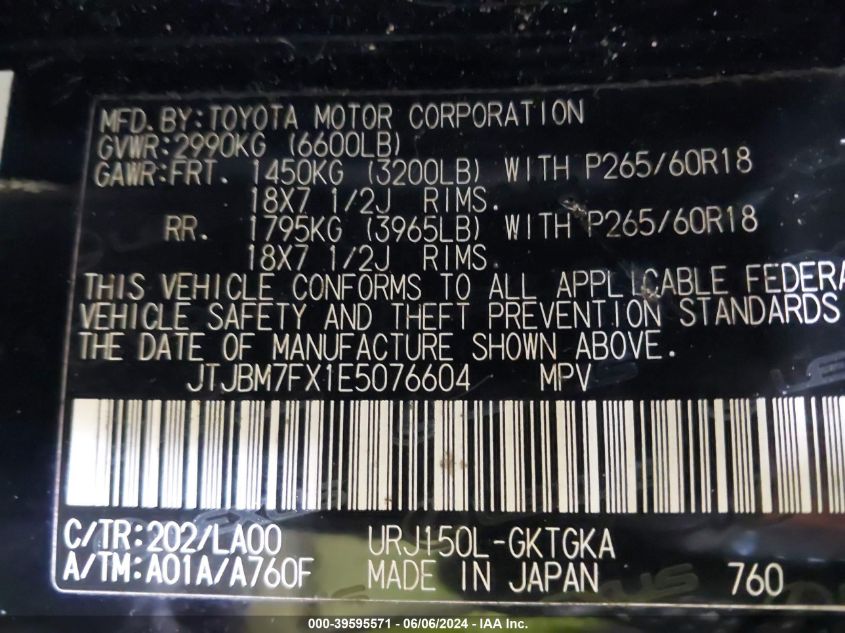 MFD.BY:TOYOTA MOTOR CORPORATION
GVWR:2990KG (6600LB)
GAWR:FRT. 1450KG (3200LB) WITH P265/60R18
18X7 1/2J RIMS.
RR. 1795KG (3965LB) WITH P265/60R18
18X7 1/2J RIMS.
THIS VEHICLE CONFORMS TO ALL APPLICABLE FEDERA
VEHICLE SAFETY AND THEFT PREVENTION STANDARDS
THE DATE OF MANUFACTURE SHOWN ABOVE.
JTJBM7FX1E5076604 MPV
C/TR:202/LA00 URJ150L-GKTGKA
A/TM:A01A/A760F MADE IN JAPAN 760
000-39595571 - 06/06/2024 - IAA Inc.